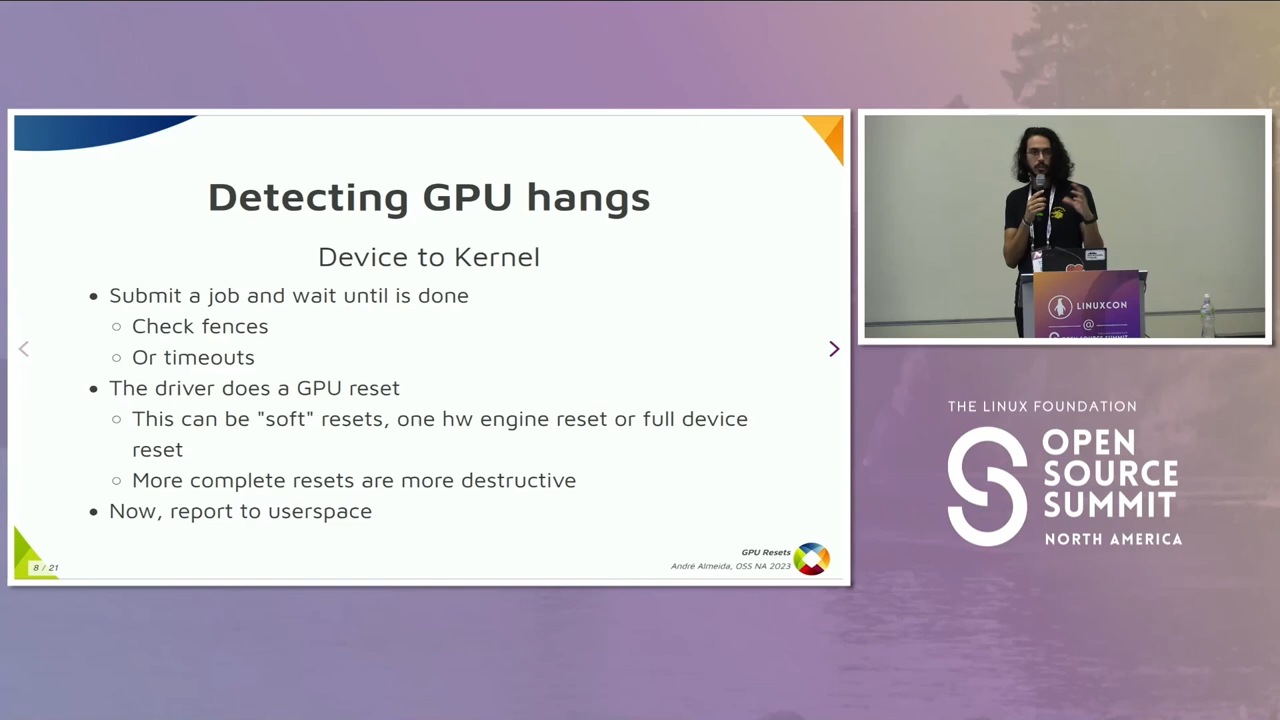 Detecting GPU hangs
Device to Kernel
• Submit a job and wait until is done
○ Check fences
○ Or timeouts
• The driver does a GPU reset
○ This can be "soft" resets, one hw engine reset or full device
reset
○ More complete resets are more destructive
• Now, report to userspace
8 / 21
GPU Resets
André Almeida, OSS NA 2023
LINUXCON
@
OPEN SOURCE SUMMIT
THE LINUX FOUNDATION
OPEN
SOURCE
SUMMIT
NORTH AMERICA